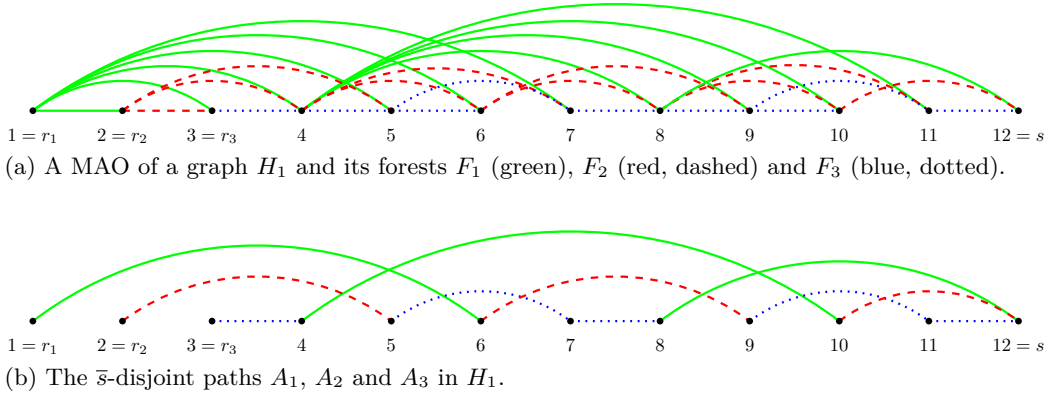 1 = r₁ 2 = r₂ 3 = r₃ 4 5 6 7 8 9 10 11 12 = s
(a) A MAO of a graph H₁ and its forests F₁ (green), F₂ (red, dashed) and F₃ (blue, dotted).
1 = r₁ 2 = r₂ 3 = r₃ 4 5 6 7 8 9 10 11 12 = s
(b) The s̅-disjoint paths A₁, A₂ and A₃ in H₁.